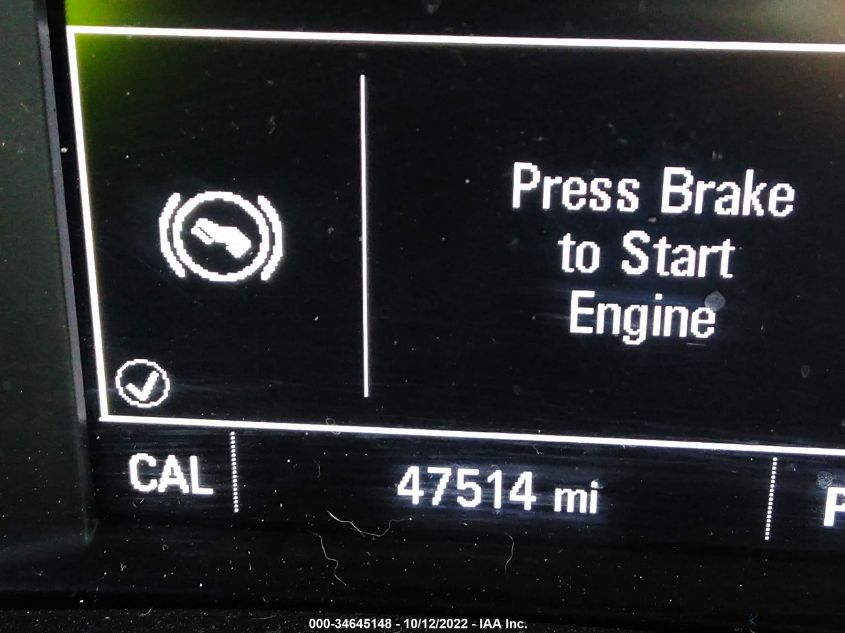 Press Brake
to Start
Engine
CAL
47514 mi
P
000-34645148 - 10/12/2022 - IAA Inc.